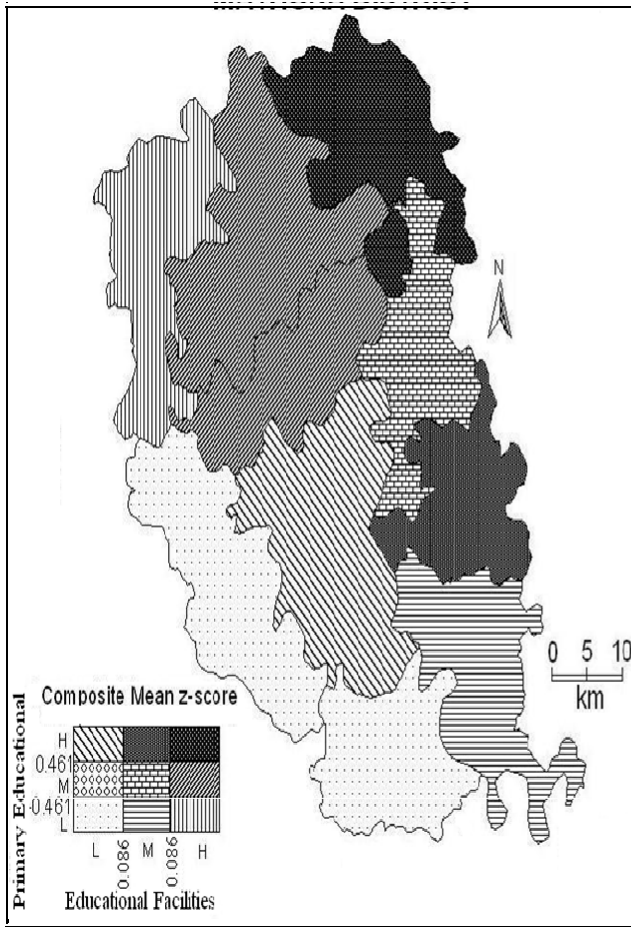 N
0 5 10
km
Composite Mean z-score
Primary Educational
H
0.461
M
-0.461
L
L 0.086 M 0.086 H
Educational Facilities